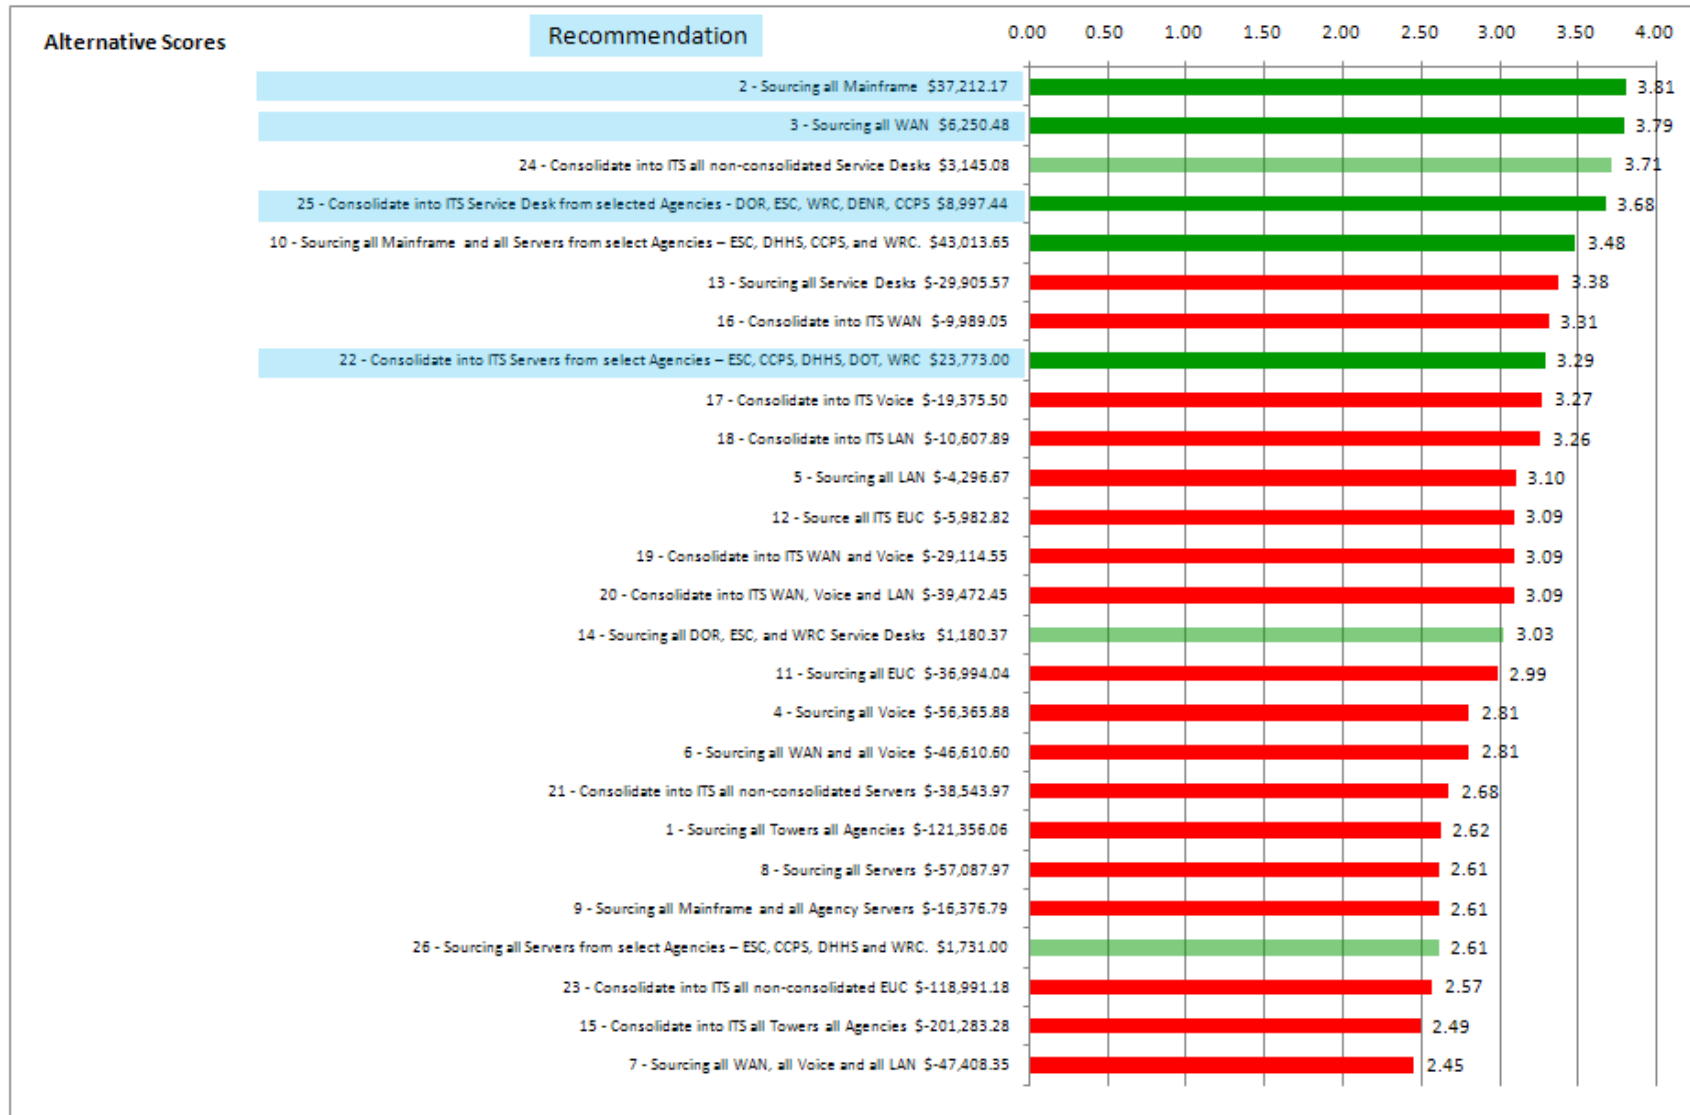 Alternative Scores
Recommendation
0.00 0.50 1.00 1.50 2.00 2.50 3.00 3.50 4.00
2 - Sourcing all Mainframe $37,212.17 3.81
3 - Sourcing all WAN $6,250.48 3.79
24 - Consolidate into ITS all non-consolidated Service Desks $3,145.08 3.71
25 - Consolidate into ITS Service Desk from selected Agencies - DOR, ESC, WRC, DENR, CCPS $8,997.44 3.68
10 - Sourcing all Mainframe and all Servers from select Agencies – ESC, DHHS, CCPS, and WRC. $43,013.65 3.48
13 - Sourcing all Service Desks $-29,905.57 3.38
16 - Consolidate into ITS WAN $-9,989.05 3.31
22 - Consolidate into ITS Servers from select Agencies – ESC, CCPS, DHHS, DOT, WRC $23,773.00 3.29
17 - Consolidate into ITS Voice $-19,375.50 3.27
18 - Consolidate into ITS LAN $-10,607.89 3.26
5 - Sourcing all LAN $-4,296.67 3.10
12 - Source all ITS EUC $-5,982.82 3.09
19 - Consolidate into ITS WAN and Voice $-29,114.55 3.09
20 - Consolidate into ITS WAN, Voice and LAN $-39,472.45 3.09
14 - Sourcing all DOR, ESC, and WRC Service Desks $1,180.37 3.03
11 - Sourcing all EUC $-36,994.04 2.99
4 - Sourcing all Voice $-56,365.88 2.81
6 - Sourcing all WAN and all Voice $-46,610.60 2.81
21 - Consolidate into ITS all non-consolidated Servers $-38,543.97 2.68
1 - Sourcing all Towers all Agencies $-121,356.06 2.62
8 - Sourcing all Servers $-57,087.97 2.61
9 - Sourcing all Mainframe and all Agency Servers $-16,376.79 2.61
26 - Sourcing all Servers from select Agencies – ESC, CCPS, DHHS and WRC. $1,731.00 2.61
23 - Consolidate into ITS all non-consolidated EUC $-118,991.18 2.57
15 - Consolidate into ITS all Towers all Agencies $-201,283.28 2.49
7 - Sourcing all WAN, all Voice and all LAN $-47,408.35 2.45